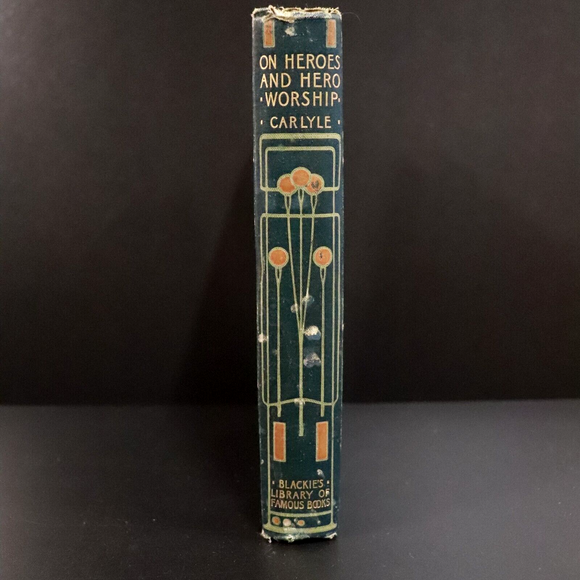 ON HEROES
AND HERO
·WORSHIP·
· CARLYLE ·
· BLACKIE'S ·
LIBRARY OF
FAMOUS BOOKS